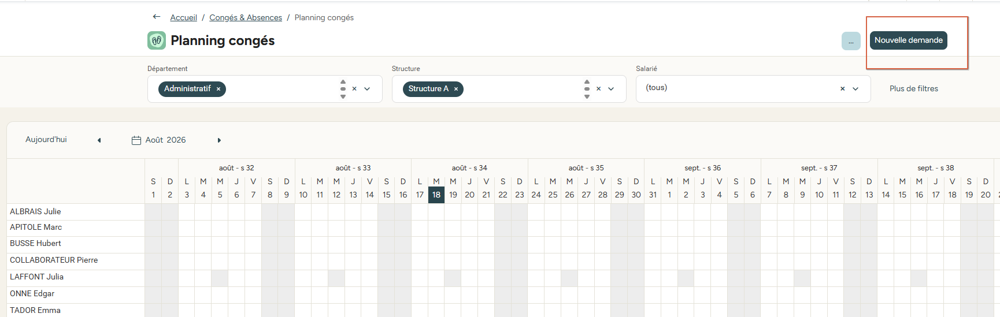 ← Accueil / Congés & Absences / Planning congés
Planning congés
... Nouvelle demande
Département Structure Salarié
Administratif × × Structure A × × (tous) × Plus de filtres
Aujourd'hui Août 2026
août - s 32 août - s 33 août - s 34 août - s 35 sept. - s 36 sept. - s 37 sept. - s 38
S D L M M J V S D L M M J V S D L M M J V S D L M M J V S D L M M J V S D L M M J V S D L M M J V S D
1 2 3 4 5 6 7 8 9 10 11 12 13 14 15 16 17 18 19 20 21 22 23 24 25 26 27 28 29 30 31 1 2 3 4 5 6 7 8 9 10 11 12 13 14 15 16 17 18 19 20
ALBRAIS Julie
APITOLE Marc
BUSSE Hubert
COLLABORATEUR Pierre
LAFFONT Julia
ONNE Edgar
TADOR Emma